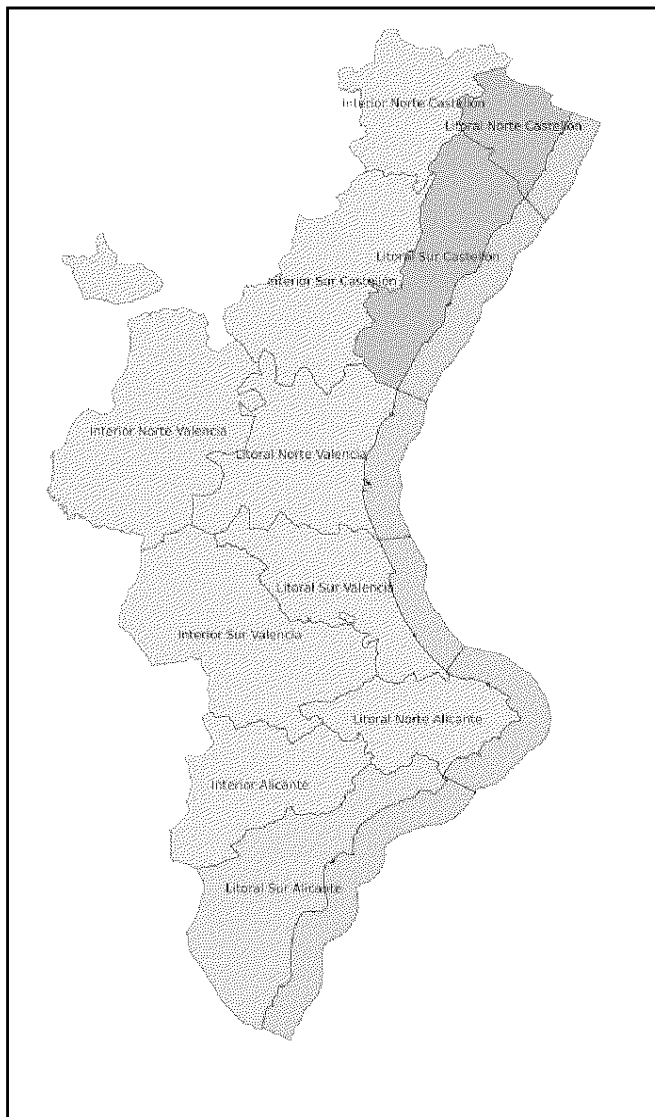 Interior Norte Castellón
Litoral Norte Castellón
Litoral Sur Castellón
Interior Sur Castellón
Interior Norte Valencia
Litoral Norte Valencia
Litoral Sur Valencia
Interior Sur Valencia
Litoral Norte Alicante
Interior Alicante
Litoral Sur Alicante